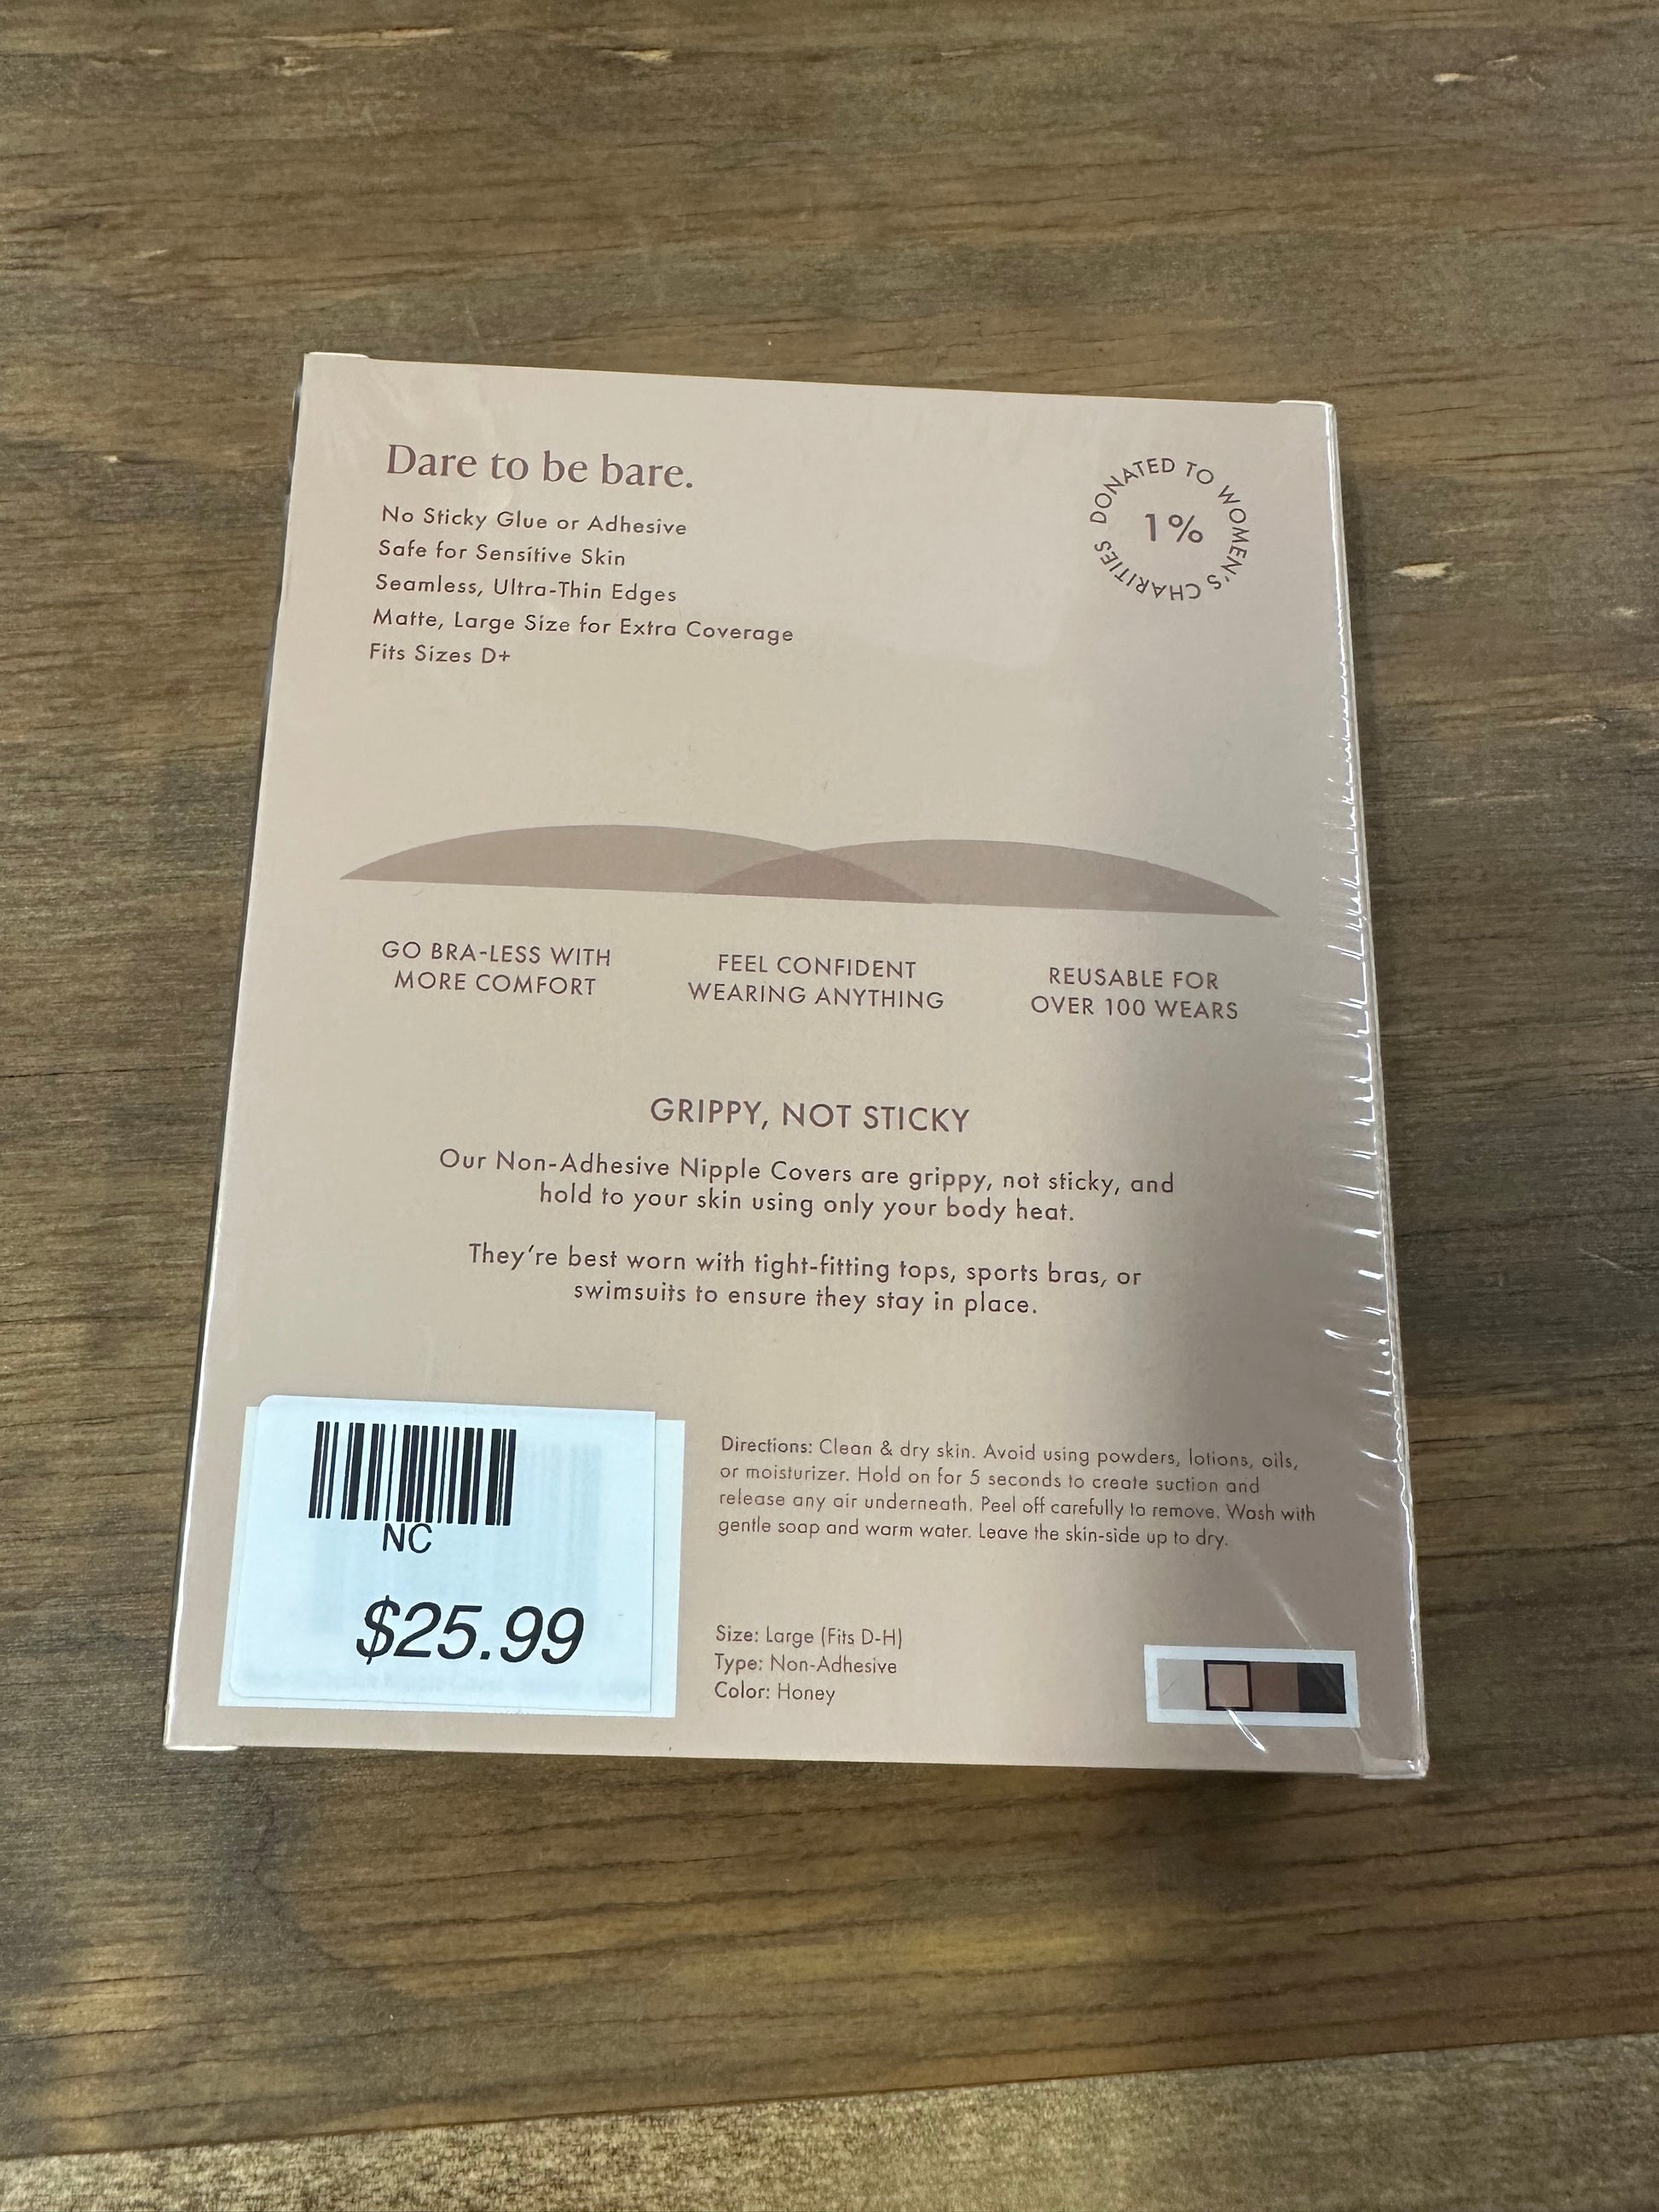 Dare to be bare.
No Sticky Glue or Adhesive
Safe for Sensitive Skin
Seamless, Ultra-Thin Edges
Matte, Large Size for Extra Coverage
Fits Sizes D+
1%
DONATED TO WOMEN'S CHARITIES
GO BRA-LESS WITH
MORE COMFORT
FEEL CONFIDENT
WEARING ANYTHING
REUSABLE FOR
OVER 100 WEARS
GRIPPY, NOT STICKY
Our Non-Adhesive Nipple Covers are grippy, not sticky, and
hold to your skin using only your body heat.
They're best worn with tight-fitting tops, sports bras, or
swimsuits to ensure they stay in place.
NC
$25.99
Directions: Clean & dry skin. Avoid using powders, lotions, oils,
or moisturizer. Hold on for 5 seconds to create suction and
release any air underneath. Peel off carefully to remove. Wash with
gentle soap and warm water. Leave the skin-side up to dry.
Size: Large (Fits D-H)
Type: Non-Adhesive
Color: Honey